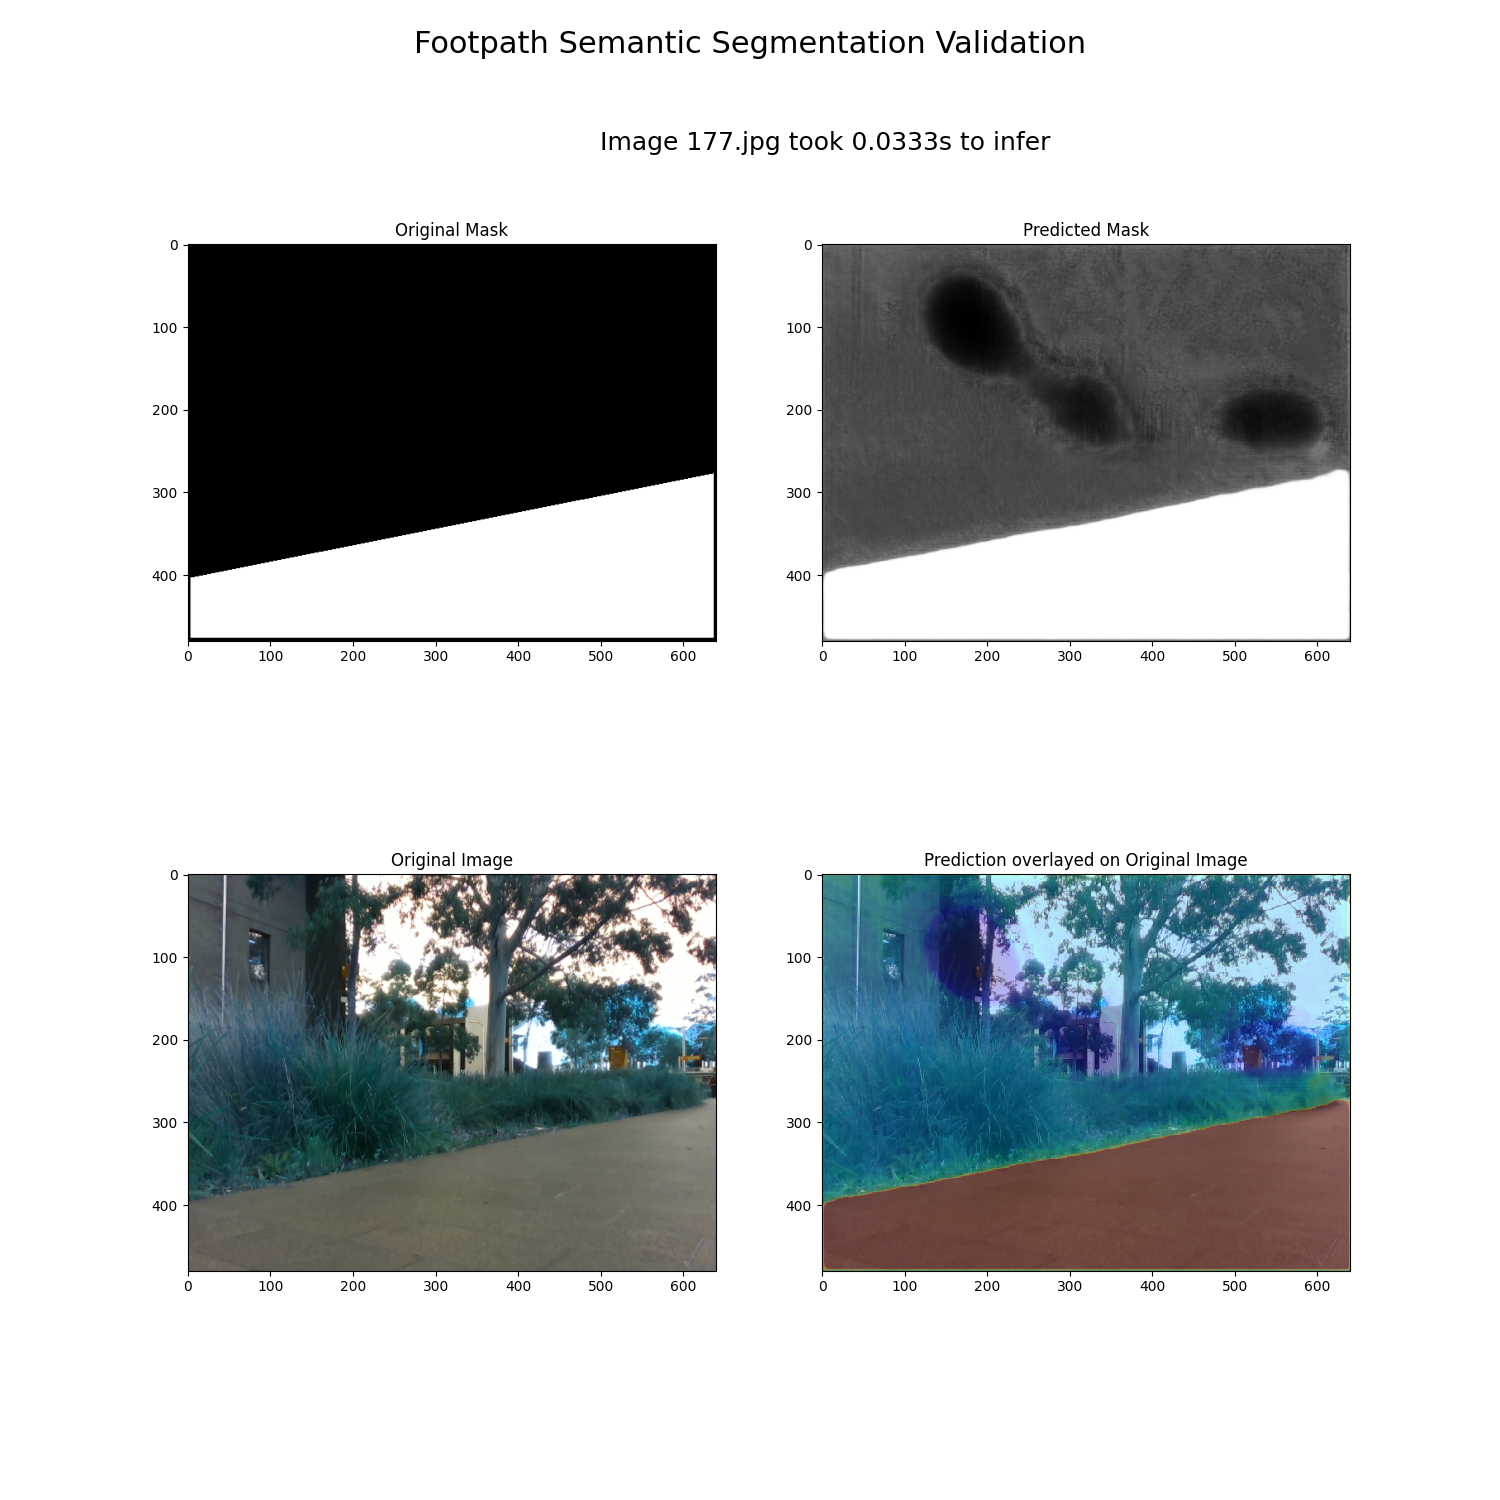 Footpath Semantic Segmentation Validation
Image 177.jpg took 0.0333s to infer
Original Mask
0
100
200
300
400
0 100 200 300 400 500 600
Predicted Mask
0
100
200
300
400
0 100 200 300 400 500 600
Original Image
0
100
200
300
400
0 100 200 300 400 500 600
Prediction overlayed on Original Image
0
100
200
300
400
0 100 200 300 400 500 600